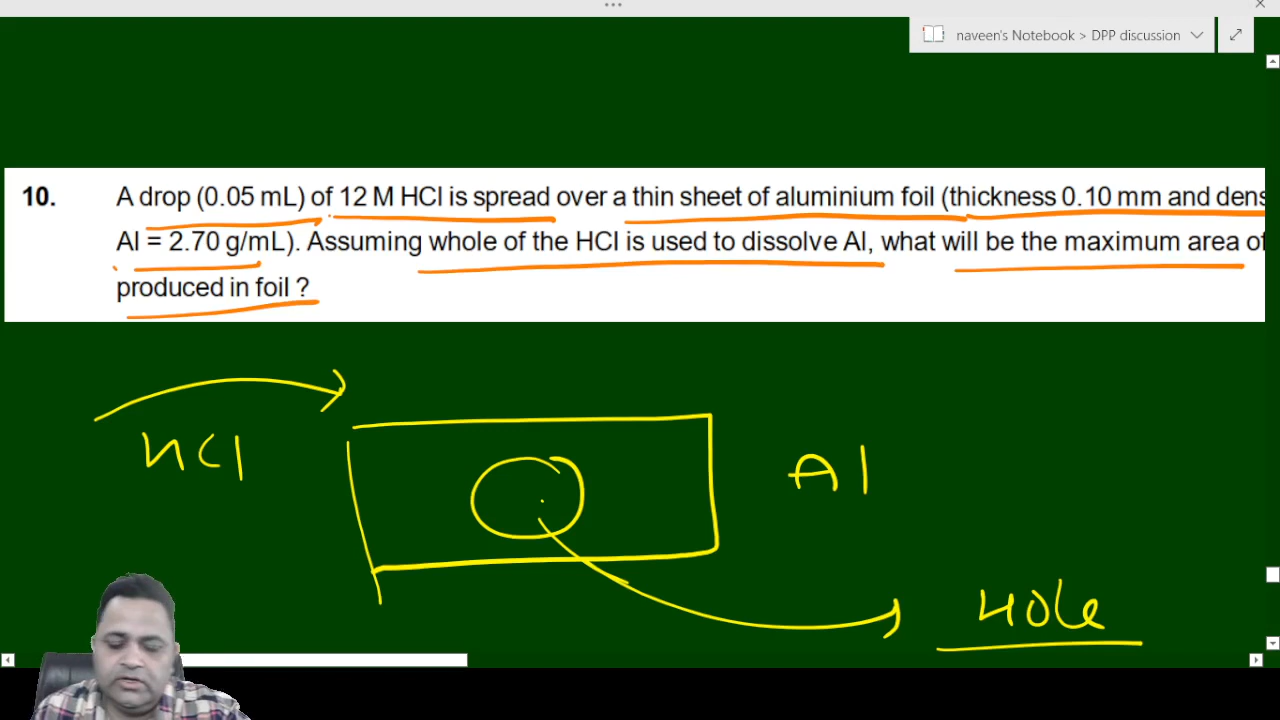 naveen's Notebook > DPP discussion
10. A drop (0.05 mL) of 12 M HCl is spread over a thin sheet of aluminium foil (thickness 0.10 mm and dens
Al = 2.70 g/mL). Assuming whole of the HCl is used to dissolve Al, what will be the maximum area of
produced in foil ?
HCl
Al
Hole